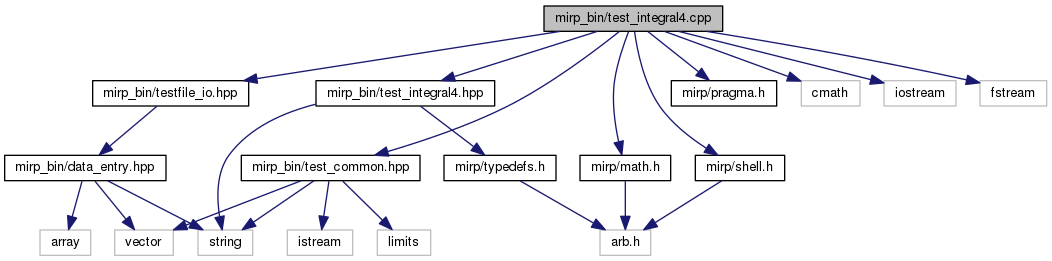 mirp_bin/test_integral4.cpp
mirp_bin/testfile_io.hpp
mirp_bin/test_integral4.hpp
mirp/pragma.h
cmath
iostream
fstream
mirp_bin/data_entry.hpp
mirp_bin/test_common.hpp
mirp/typedefs.h
mirp/math.h
mirp/shell.h
array
vector
string
istream
limits
arb.h